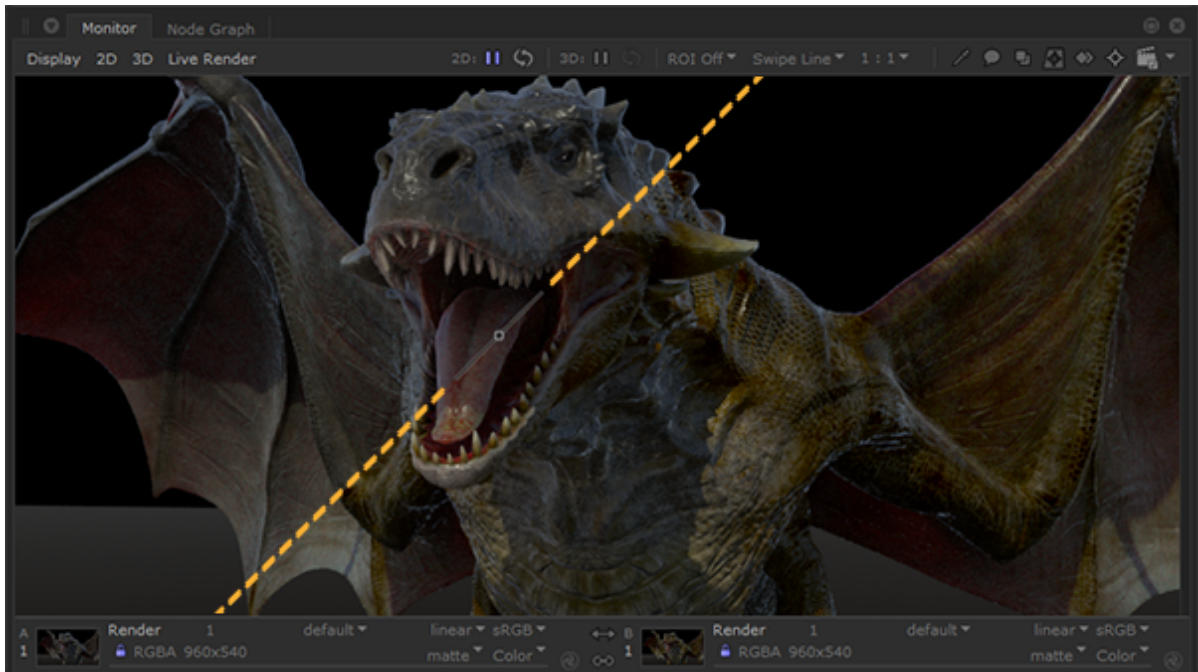 Monitor Node Graph
Display 2D 3D Live Render 2D: 3D: ROI Off Swipe Line 1 : 1
A Render 1 default linear sRGB B Render 1 default linear sRGB
1 RGBA 960x540 matte Color 1 RGBA 960x540 matte Color